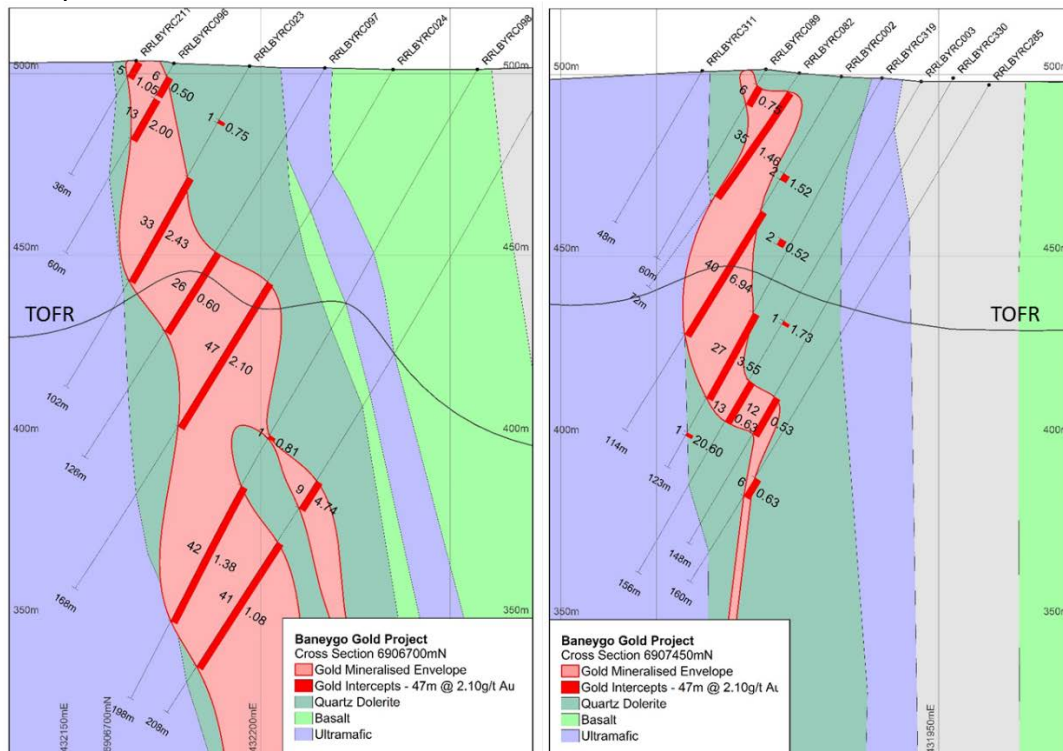 RRLBYRC211
RRLBYRC096
RRLBYRC023
RRLBYRC097
RRLBYRC024
RRLBYRC098
500m
500m
5 1.05
6 0.50
13 2.00
1 0.75
36m
60m
33 2.43
450m
450m
26 0.60
TOFR
47 2.10
102m
400m
400m
126m
1 0.81
9 4.74
42 1.38
41 1.08
168m
350m
350m
198m
208m
432150mE
6906700mN
432200mE
Baneygo Gold Project
Cross Section 6906700mN
Gold Mineralised Envelope
Gold Intercepts - 47m @ 2.10g/t Au
Quartz Dolerite
Basalt
Ultramafic
RRLBYRC311
RRLBYRC089
RRLBYRC082
RRLBYRC002
RRLBYRC319
RRLBYRC003
RRLBYRC330
RRLBYRC285
500m
500m
6 0.75
35 1.46
2 1.52
48m
450m
450m
2 0.52
60m
72m
40 6.94
TOFR
1 1.73
27 3.55
13 0.63
12 0.53
114m
400m
400m
1 20.60
123m
6 0.63
148m
156m
160m
350m
Baneygo Gold Project
Cross Section 6907450mN
Gold Mineralised Envelope
Gold Intercepts - 47m @ 2.10g/t Au
Quartz Dolerite
Basalt
Ultramafic
431950mE